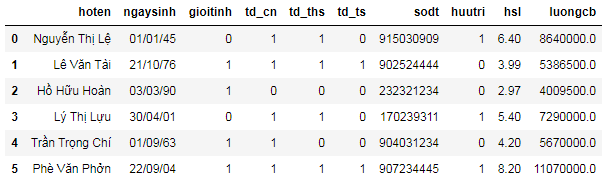 hoten ngaysinh gioitinh td_cn td_ths td_ts sodt huutri hsl luongcb
0 Nguyễn Thị Lệ 01/01/45 0 1 1 0 915030909 1 6.40 8640000.0
1 Lê Văn Tài 21/10/76 1 1 1 1 902524444 0 3.99 5386500.0
2 Hồ Hữu Hoàn 03/03/90 1 0 0 0 232321234 0 2.97 4009500.0
3 Lý Thị Lựu 30/04/01 0 1 1 0 170239311 1 5.40 7290000.0
4 Trần Trọng Chí 01/09/63 1 1 0 0 904031234 0 4.20 5670000.0
5 Phè Văn Phởn 22/09/04 1 1 1 1 907234445 1 8.20 11070000.0